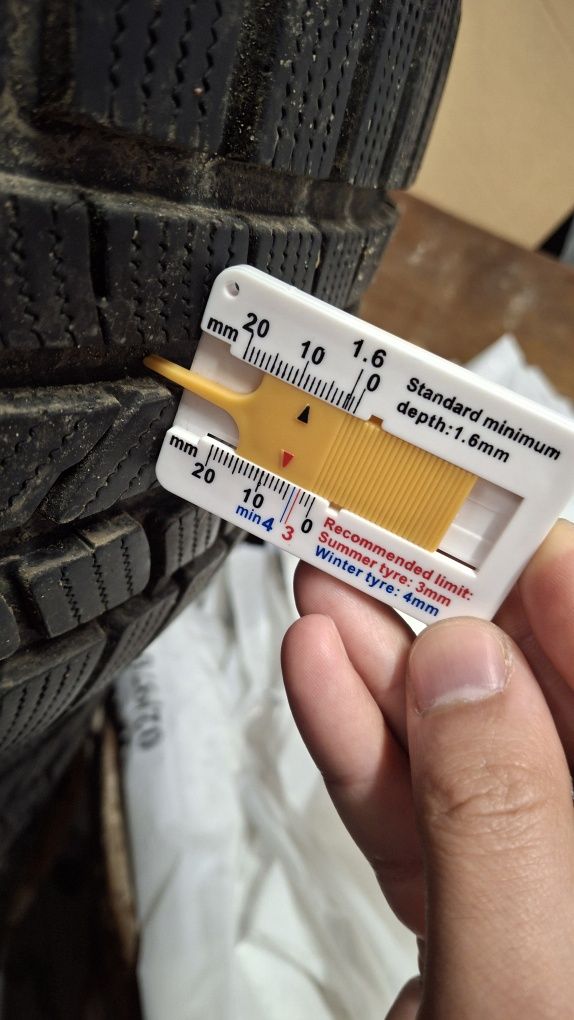 1.6
mm 20 10 0
Standard minimum
depth:1.6mm
mm 20 10 0
min4 3
Recommended limit:
Summer tyre: 3mm
Winter tyre: 4mm